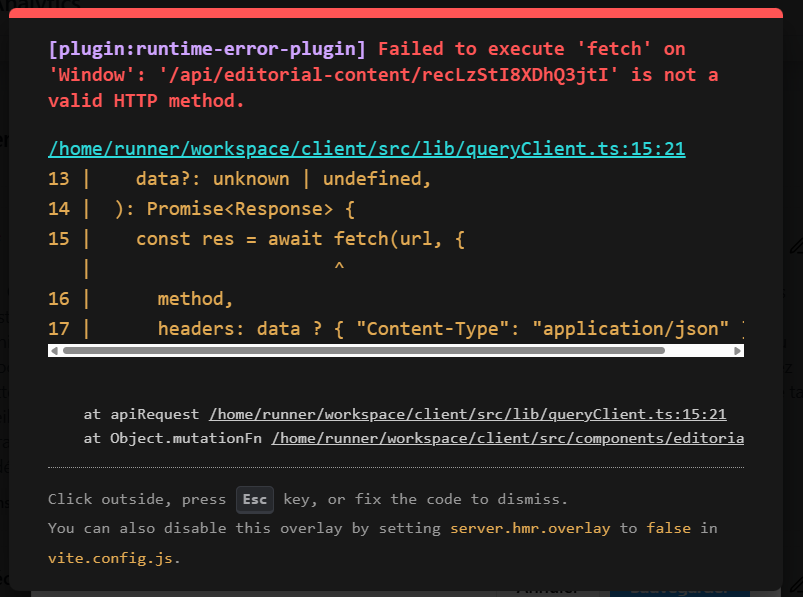 [plugin:runtime-error-plugin] Failed to execute 'fetch' on
'Window': '/api/editorial-content/recLzStI8XDhQ3jtI' is not a
valid HTTP method.
/home/runner/workspace/client/src/lib/queryClient.ts:15:21
13 |    data?: unknown | undefined,
14 |  ): Promise<Response> {
15 |    const res = await fetch(url, {
   |                      ^
16 |      method,
17 |      headers: data ? { "Content-Type": "application/json"
at apiRequest /home/runner/workspace/client/src/lib/queryClient.ts:15:21
at Object.mutationFn /home/runner/workspace/client/src/components/editoria
Click outside, press Esc key, or fix the code to dismiss.
You can also disable this overlay by setting server.hmr.overlay to false in
vite.config.js.